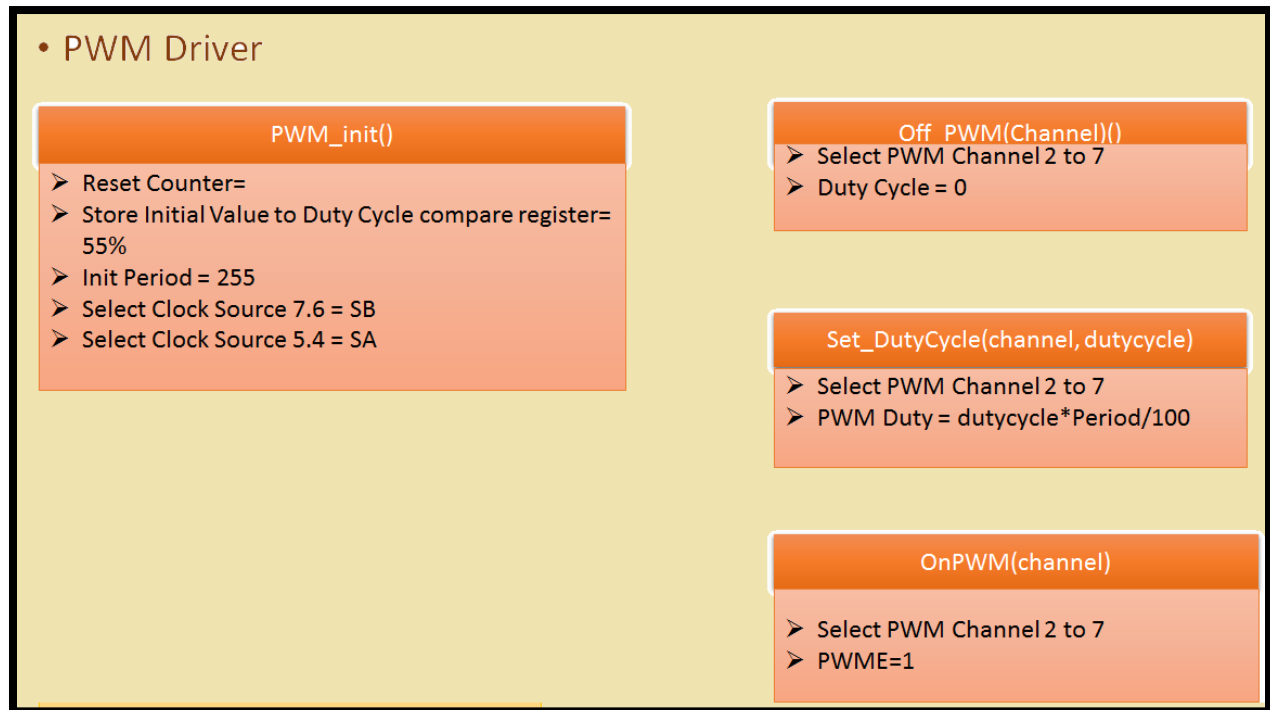 • PWM Driver
PWM_init()
➢ Reset Counter=
➢ Store Initial Value to Duty Cycle compare register=
55%
➢ Init Period = 255
➢ Select Clock Source 7.6 = SB
➢ Select Clock Source 5.4 = SA
Off_PWM(Channel)()
➢ Select PWM Channel 2 to 7
➢ Duty Cycle = 0
Set_DutyCycle(channel, dutycycle)
➢ Select PWM Channel 2 to 7
➢ PWM Duty = dutycycle*Period/100
OnPWM(channel)
➢ Select PWM Channel 2 to 7
➢ PWME=1